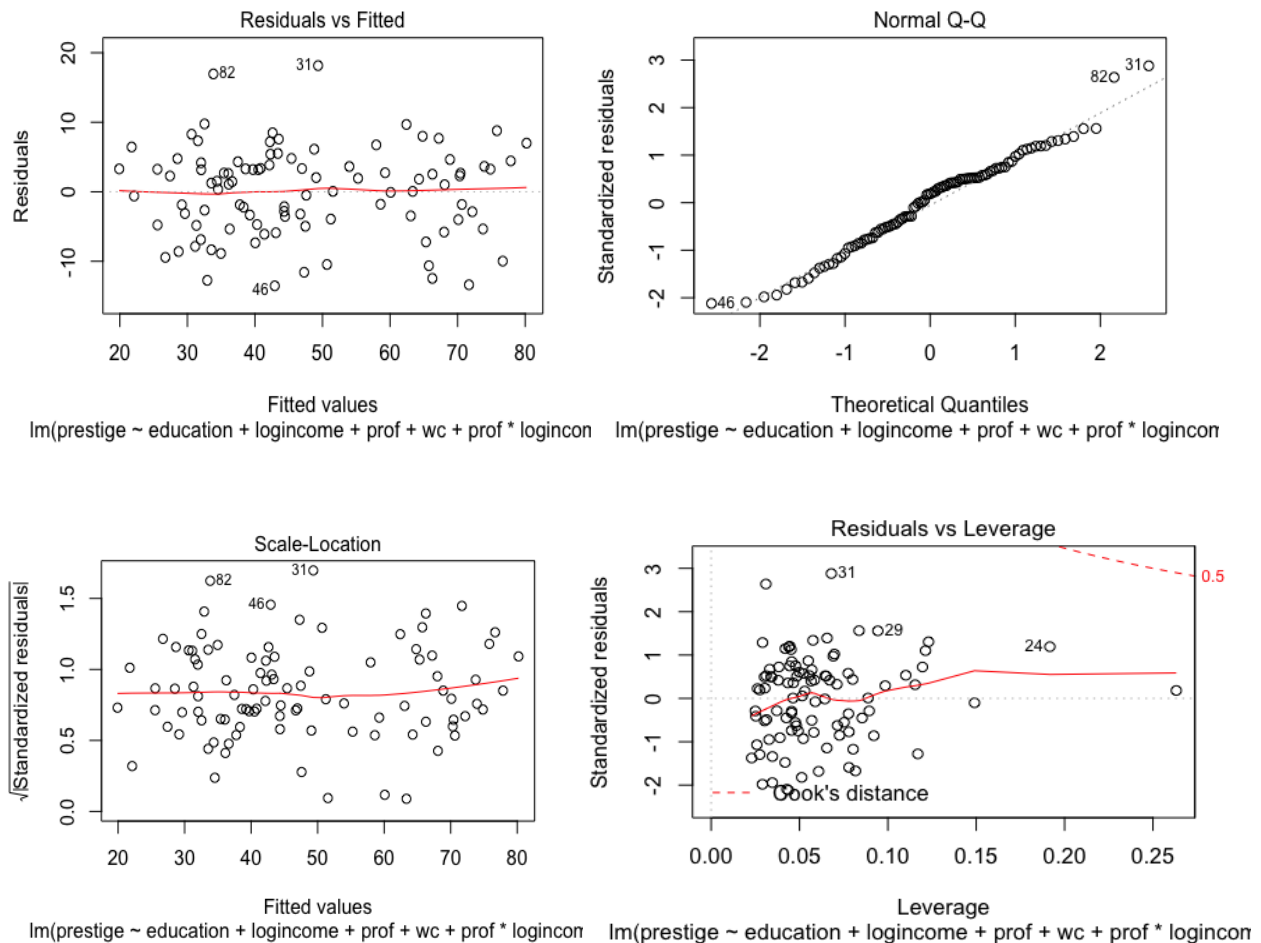 Residuals vs Fitted
Residuals
20
10
0
-10
82
31
46
20 30 40 50 60 70 80
Fitted values
lm(prestige ~ education + logincome + prof + wc + prof * logincon
Normal Q-Q
Standardized residuals
3
2
1
0
-1
-2
82
31
46
-2 -1 0 1 2
Theoretical Quantiles
lm(prestige ~ education + logincome + prof + wc + prof * logincon
Scale-Location
√|Standardized residuals|
1.5
1.0
0.5
0.0
82
31
46
20 30 40 50 60 70 80
Fitted values
lm(prestige ~ education + logincome + prof + wc + prof * logincon
Residuals vs Leverage
Standardized residuals
3
2
1
0
-1
-2
31
29
24
0.5
Cook's distance
0.00 0.05 0.10 0.15 0.20 0.25
Leverage
lm(prestige ~ education + logincome + prof + wc + prof * logincom